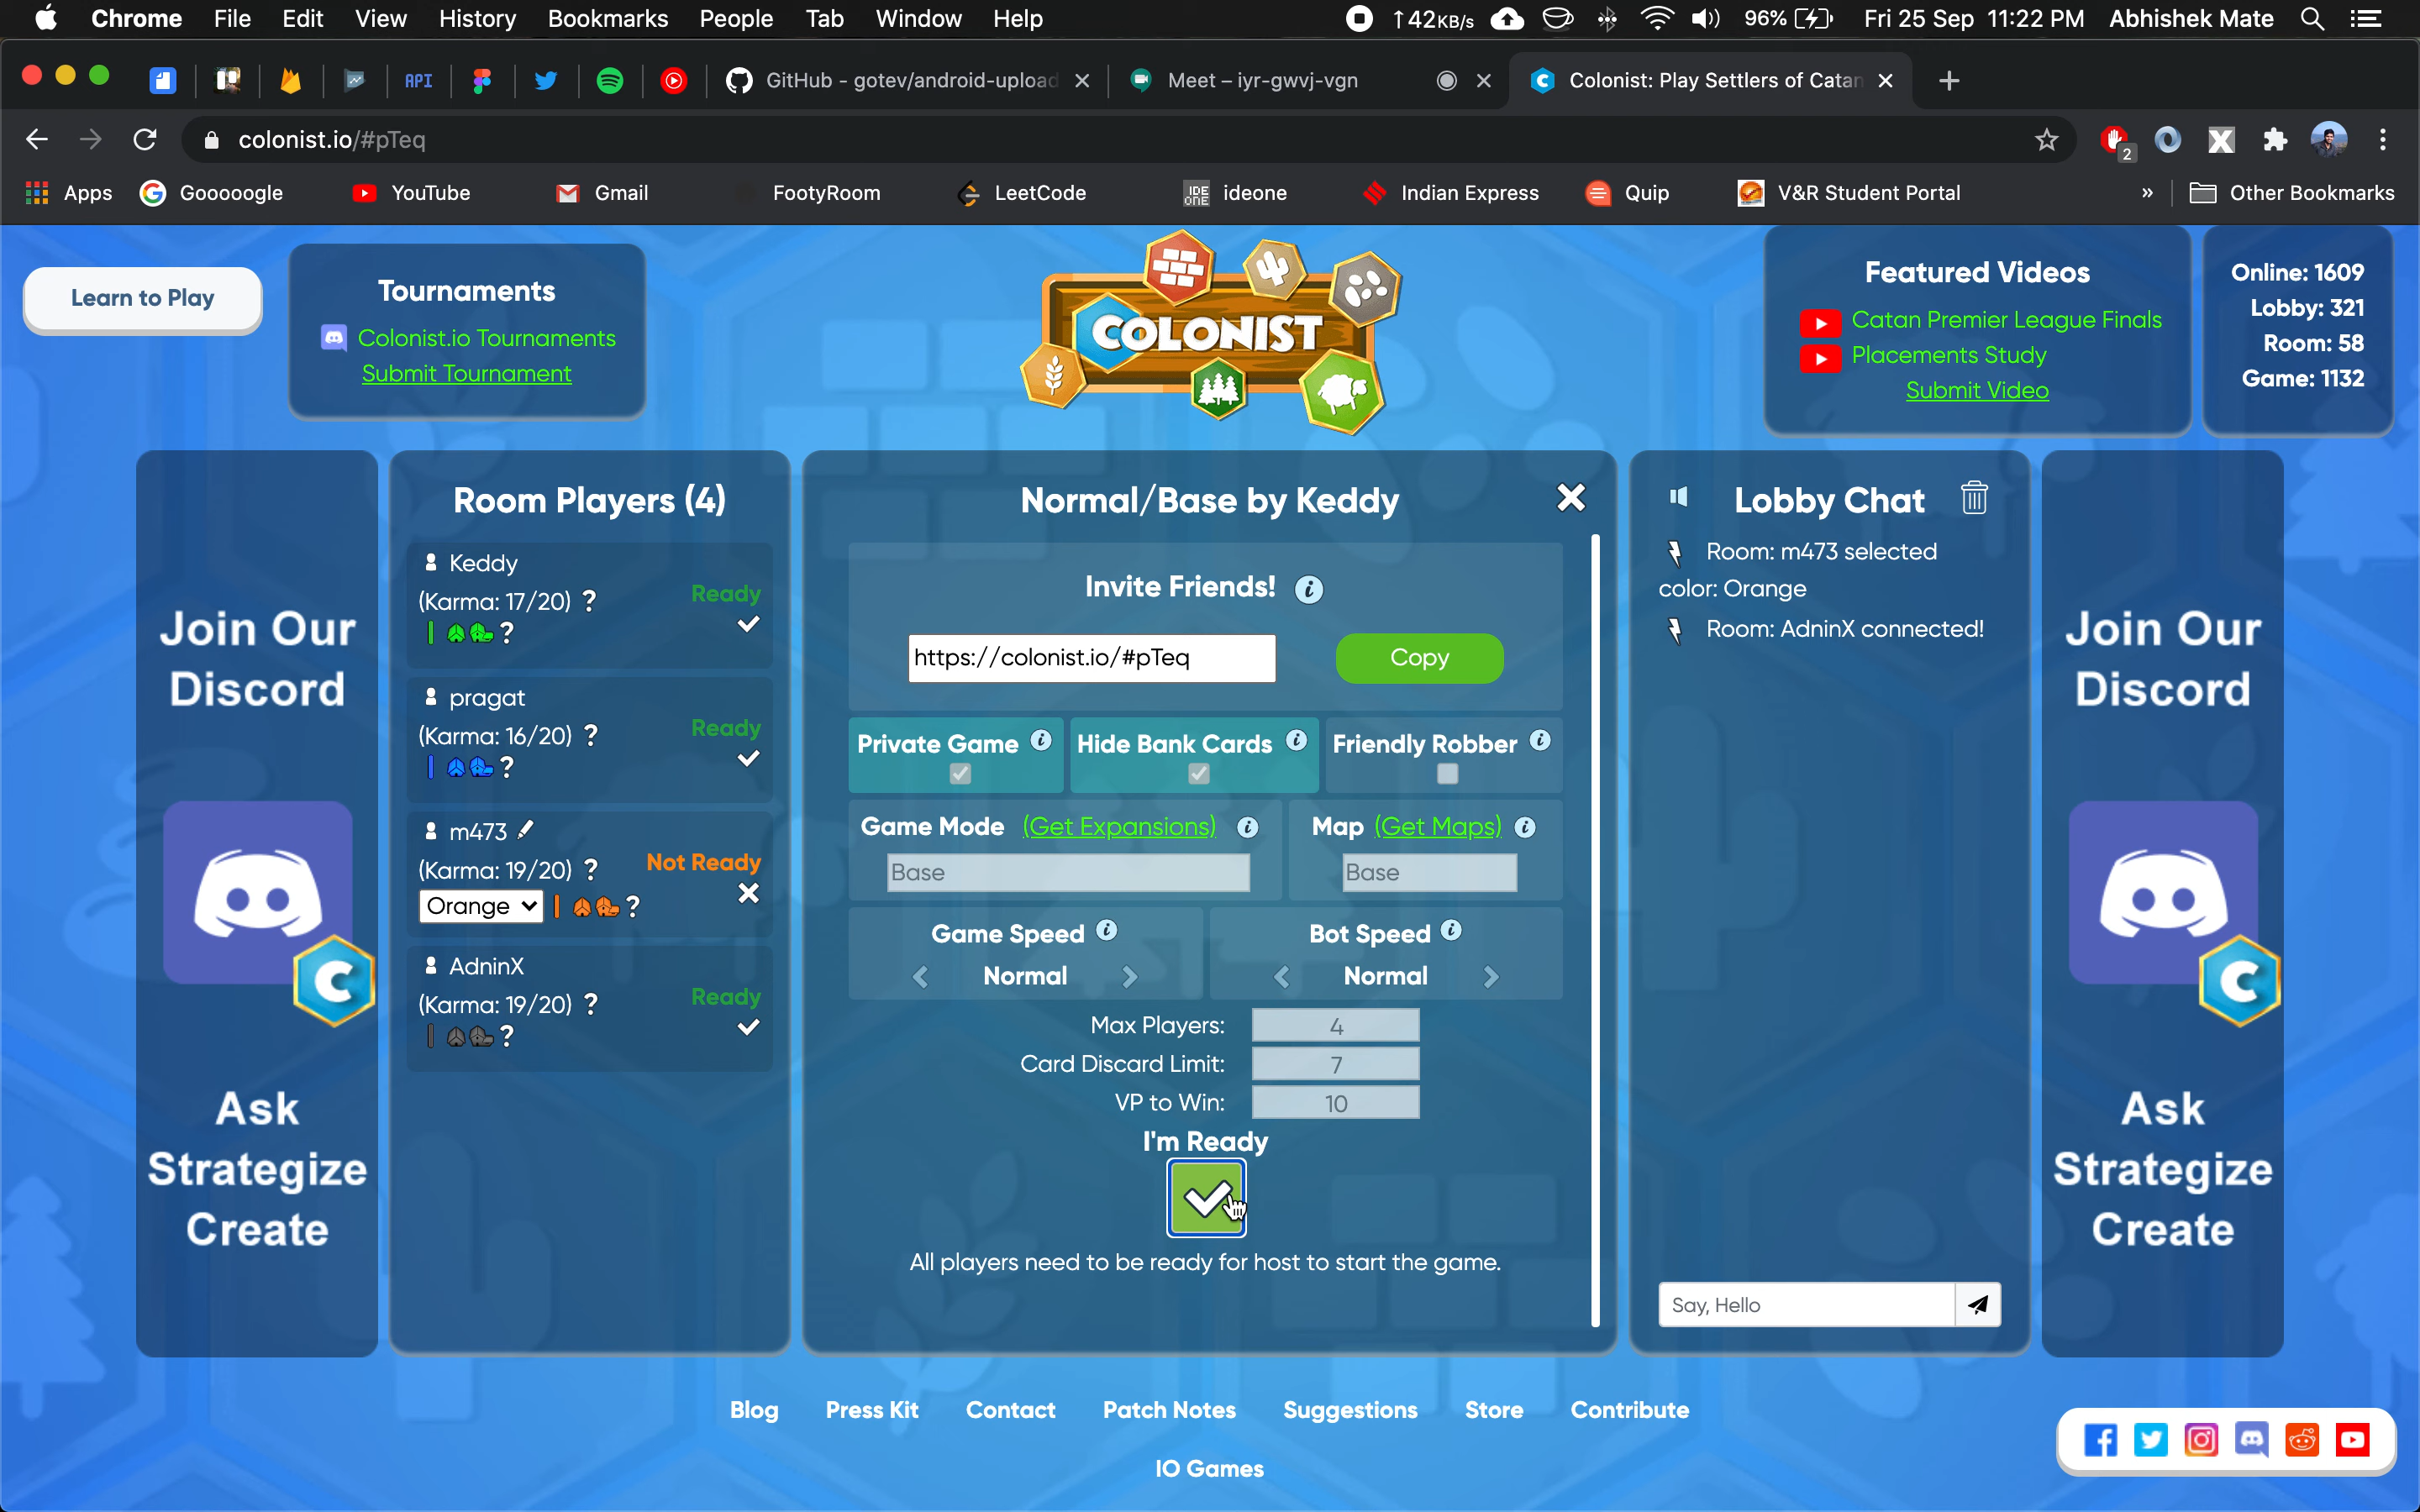 Chrome File Edit View History Bookmarks People Tab Window Help ↑42KB/s 96% Fri 25 Sep 11:22 PM Abhishek Mate
API GitHub - gotev/android-upload Meet – iyr-gwvj-vgn Colonist: Play Settlers of Catan
colonist.io/#pTeq 2
Apps Gooooogle YouTube Gmail FootyRoom LeetCode IDE ONE ideone Indian Express Quip V&R Student Portal » Other Bookmarks
Learn to Play
Tournaments
Colonist.io Tournaments
Submit Tournament
COLONIST
Featured Videos
Catan Premier League Finals
Placements Study
Submit Video
Online: 1609
Lobby: 321
Room: 58
Game: 1132
Join Our
Discord
Ask
Strategize
Create
Room Players (4)
Keddy
(Karma: 17/20) ? Ready
?
pragat
(Karma: 16/20) ? Ready
?
m473
(Karma: 19/20) ? Not Ready
Orange ?
AdninX
(Karma: 19/20) ? Ready
?
Normal/Base by Keddy
Invite Friends! i
https://colonist.io/#pTeq Copy
Private Game i Hide Bank Cards i Friendly Robber i
Game Mode (Get Expansions) i Map (Get Maps) i
Base Base
Game Speed i Bot Speed i
Normal Normal
Max Players: 4
Card Discard Limit: 7
VP to Win: 10
I'm Ready
All players need to be ready for host to start the game.
Lobby Chat
Room: m473 selected
color: Orange
Room: AdninX connected!
Say, Hello
Join Our
Discord
Ask
Strategize
Create
Blog Press Kit Contact Patch Notes Suggestions Store Contribute
IO Games